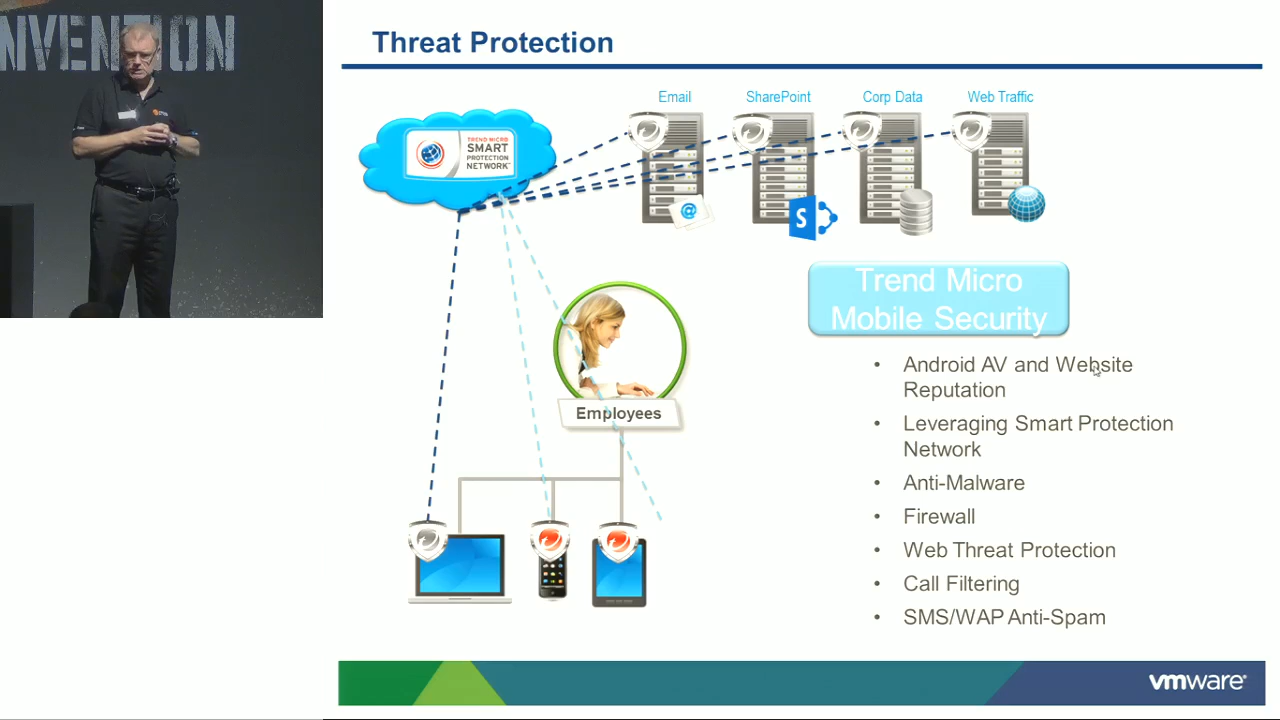 NVENTION
Threat Protection
Email
SharePoint
Corp Data
Web Traffic
TREND MICRO
SMART
PROTECTION
NETWORK™
@
S
Trend Micro
Mobile Security
Employees
• Android AV and Website
Reputation
• Leveraging Smart Protection
Network
• Anti-Malware
• Firewall
• Web Threat Protection
• Call Filtering
• SMS/WAP Anti-Spam
vmware®